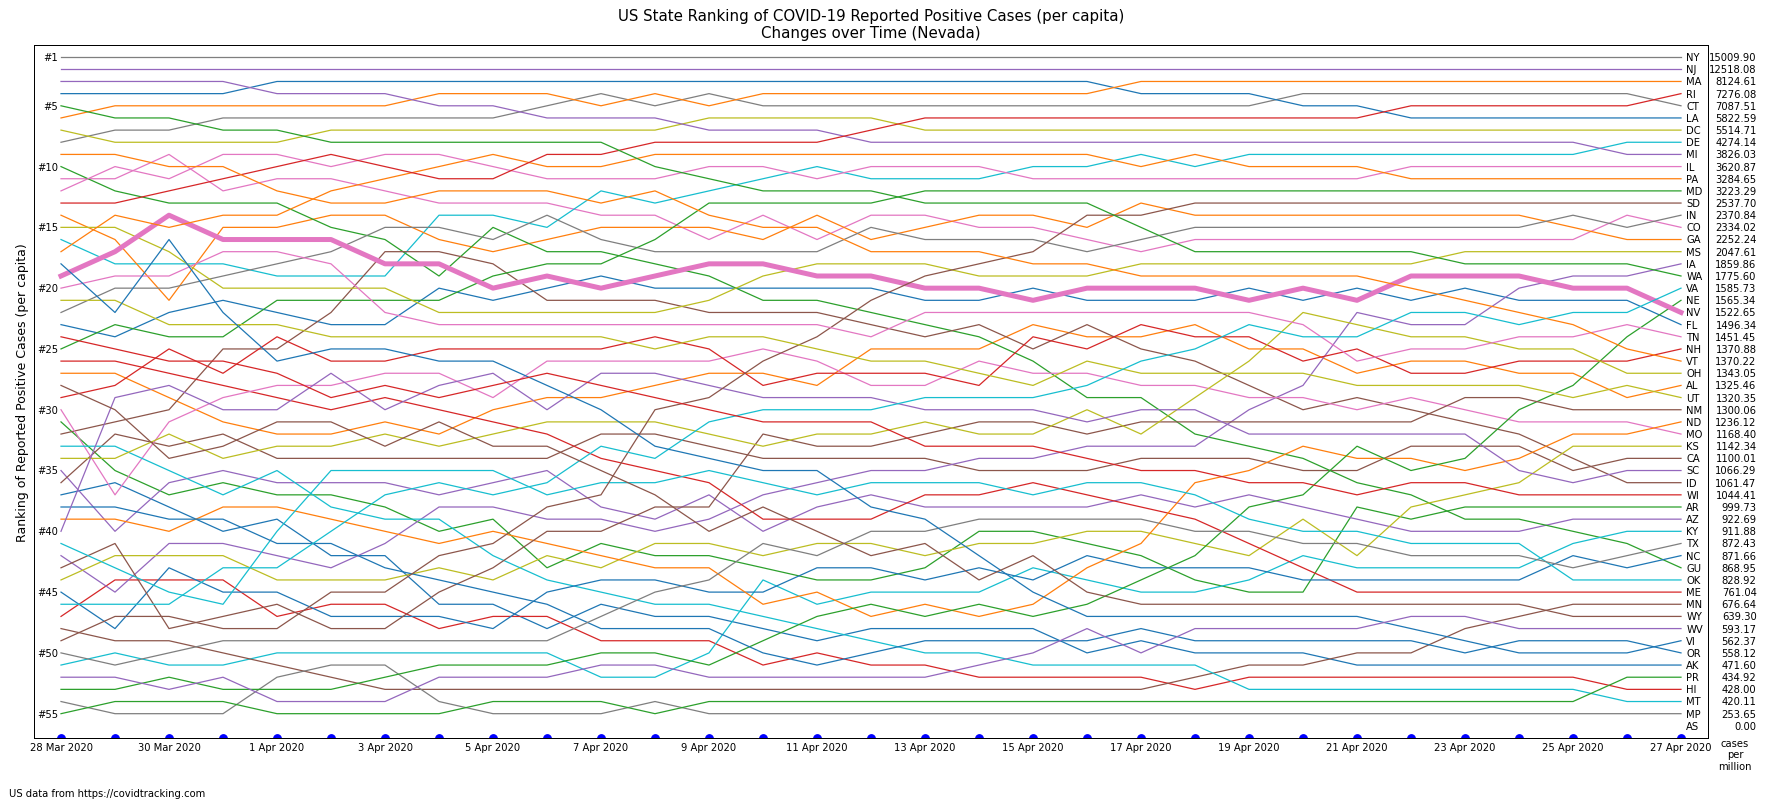 US State Ranking of COVID-19 Reported Positive Cases (per capita)
Changes over Time (Nevada)
Ranking of Reported Positive Cases (per capita)
#1
#5
#10
#15
#20
#25
#30
#35
#40
#45
#50
#55
NY 15009.90
NJ 12518.08
MA 8124.61
RI 7276.08
CT 7087.51
LA 5822.59
DC 5514.71
DE 4274.14
MI 3826.03
IL 3620.87
PA 3284.65
MD 3223.29
SD 2537.70
IN 2370.84
CO 2334.02
GA 2252.24
MS 2047.61
IA 1859.86
WA 1775.60
VA 1585.73
NE 1565.34
NV 1522.65
FL 1496.34
TN 1451.45
NH 1370.88
VT 1370.22
OH 1343.05
AL 1325.46
UT 1320.35
NM 1300.06
ND 1236.12
MO 1168.40
KS 1142.34
CA 1100.01
SC 1066.29
ID 1061.47
WI 1044.41
AR 999.73
AZ 922.69
KY 911.88
TX 872.43
NC 871.66
GU 868.95
OK 828.92
ME 761.04
MN 676.64
WY 639.30
WV 593.17
VI 562.37
OR 558.12
AK 471.60
PR 434.92
HI 428.00
MT 420.11
MP 253.65
AS 0.00
28 Mar 2020 30 Mar 2020 1 Apr 2020 3 Apr 2020 5 Apr 2020 7 Apr 2020 9 Apr 2020 11 Apr 2020 13 Apr 2020 15 Apr 2020 17 Apr 2020 19 Apr 2020 21 Apr 2020 23 Apr 2020 25 Apr 2020 27 Apr 2020
cases
per
million
US data from https://covidtracking.com